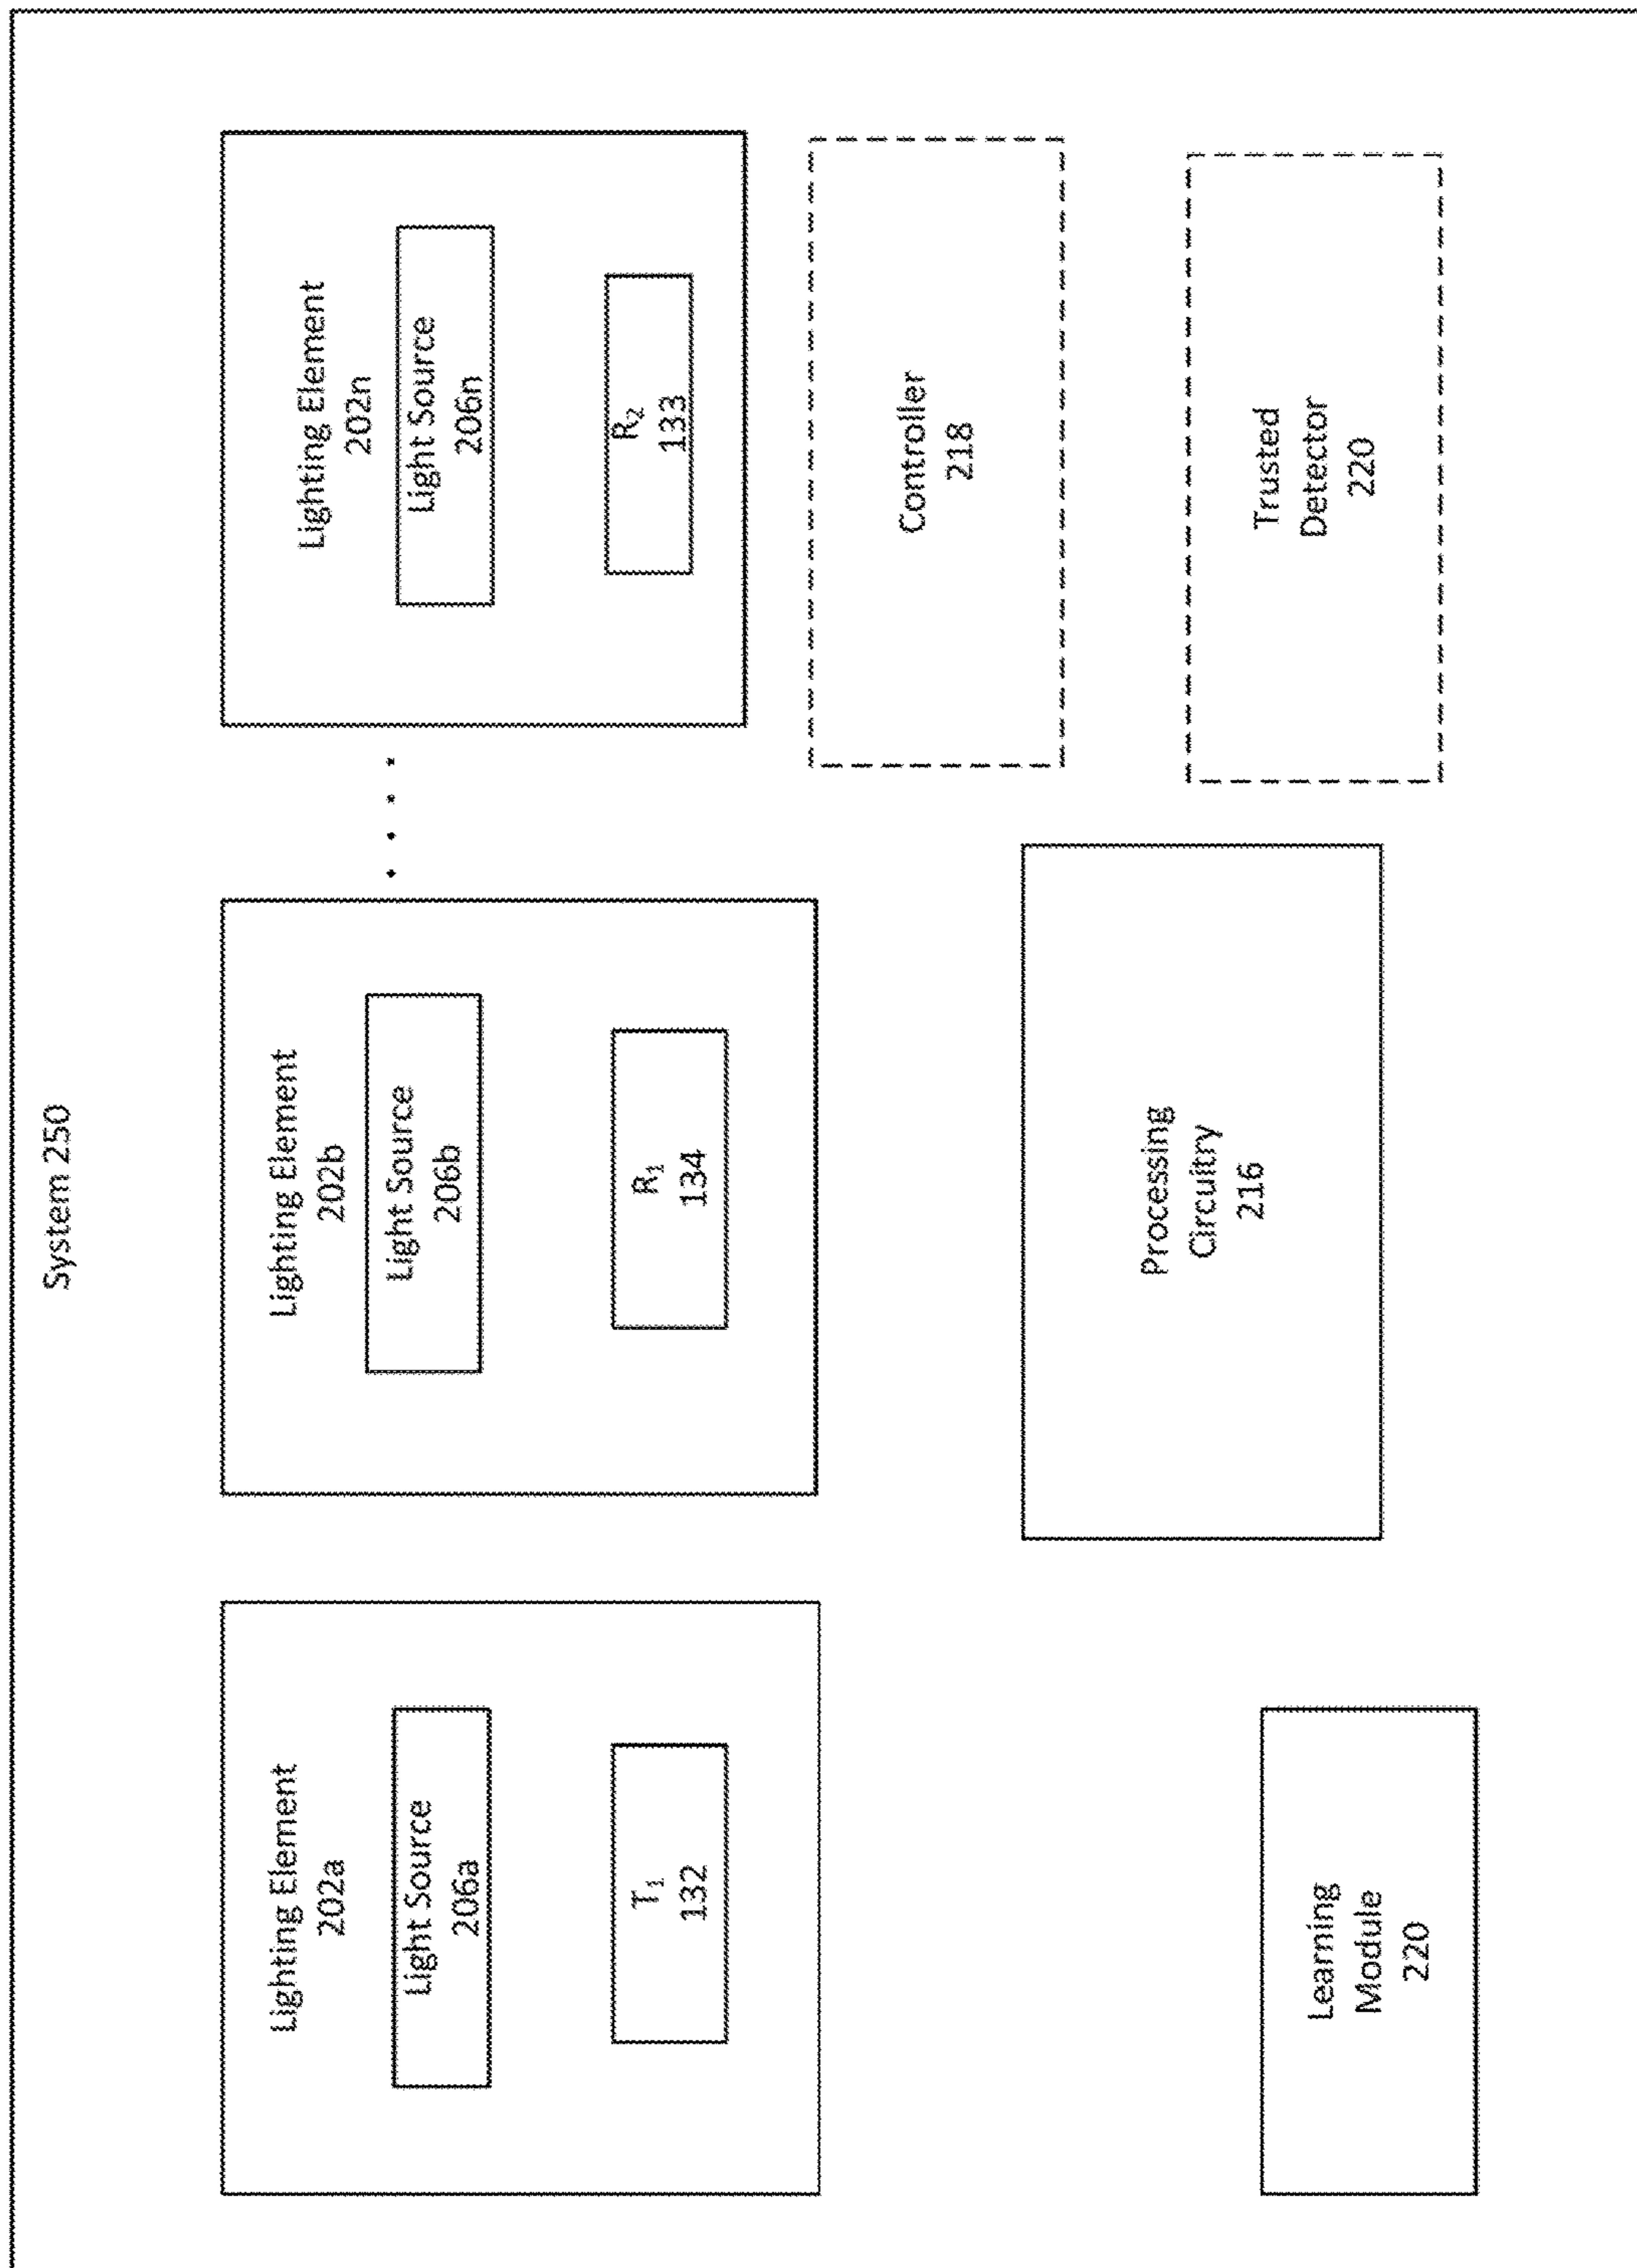 System 250
Lighting Element
202a
Light Source
206a
T₁
132
Lighting Element
202b
Light Source
206b
R₁
134
Lighting Element
202n
Light Source
206n
R₂
133
Learning
Module
220
Processing
Circuitry
216
Controller
218
Trusted
Detector
220